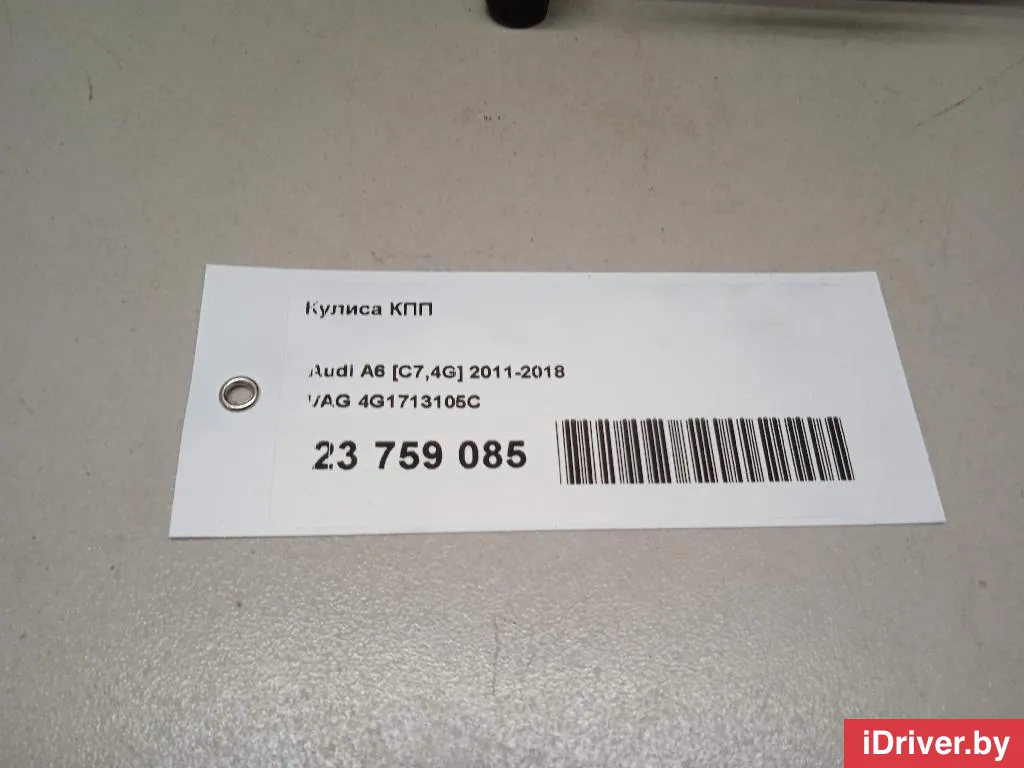 Кулиса КПП
Audi A6 [C7,4G] 2011-2018
VAG 4G1713105C
23 759 085
iDriver.by